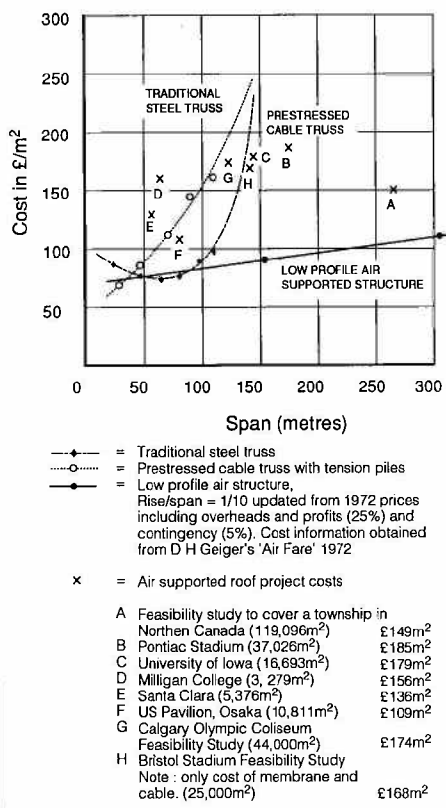 300
250
200
150
100
50
Cost in £/m²
TRADITIONAL
STEEL TRUSS
PRESTRESSED
CABLE TRUSS
D
E
F
G
H
C
B
A
LOW PROFILE AIR
SUPPORTED STRUCTURE
0 50 100 150 200 250 300
Span (metres)
= Traditional steel truss
= Prestressed cable truss with tension piles
= Low profile air structure,
Rise/span = 1/10 updated from 1972 prices
including overheads and profits (25%) and
contingency (5%). Cost information obtained
from D H Geiger's 'Air Fare' 1972
x = Air supported roof project costs
A Feasibility study to cover a township in
Northen Canada (119,096m²) £149m²
B Pontiac Stadium (37,026m²) £185m²
C University of Iowa (16,693m²) £179m²
D Milligan College (3, 279m²) £156m²
E Santa Clara (5,376m²) £136m²
F US Pavilion, Osaka (10,811m²) £109m²
G Calgary Olympic Coliseum
Feasibility Study (44,000m²) £174m²
H Bristol Stadium Feasibility Study
Note : only cost of membrane and
cable. (25,000m²) £168m²